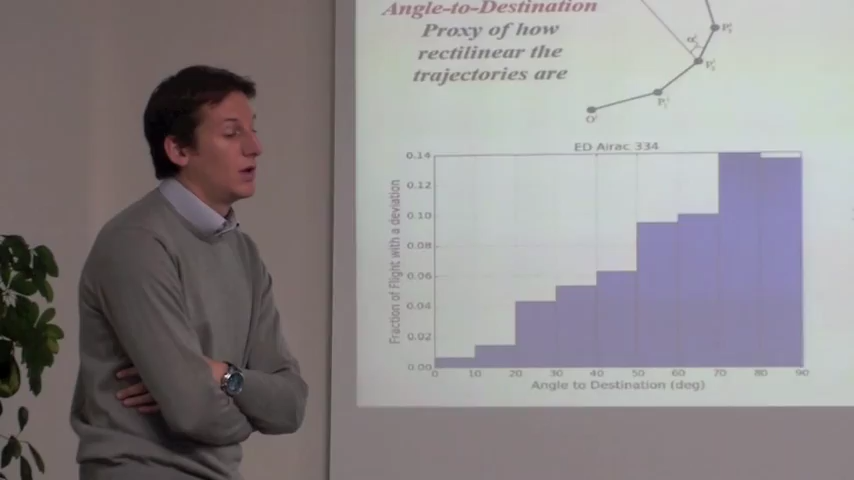 Angle-to-Destination
Proxy of how
rectilinear the
trajectories are
ED Airac 334
Fraction of Flight with a deviation
0.14
0.12
0.10
0.08
0.06
0.04
0.02
0.00
0 10 20 30 40 50 60 70 80 90
Angle to Destination (deg)